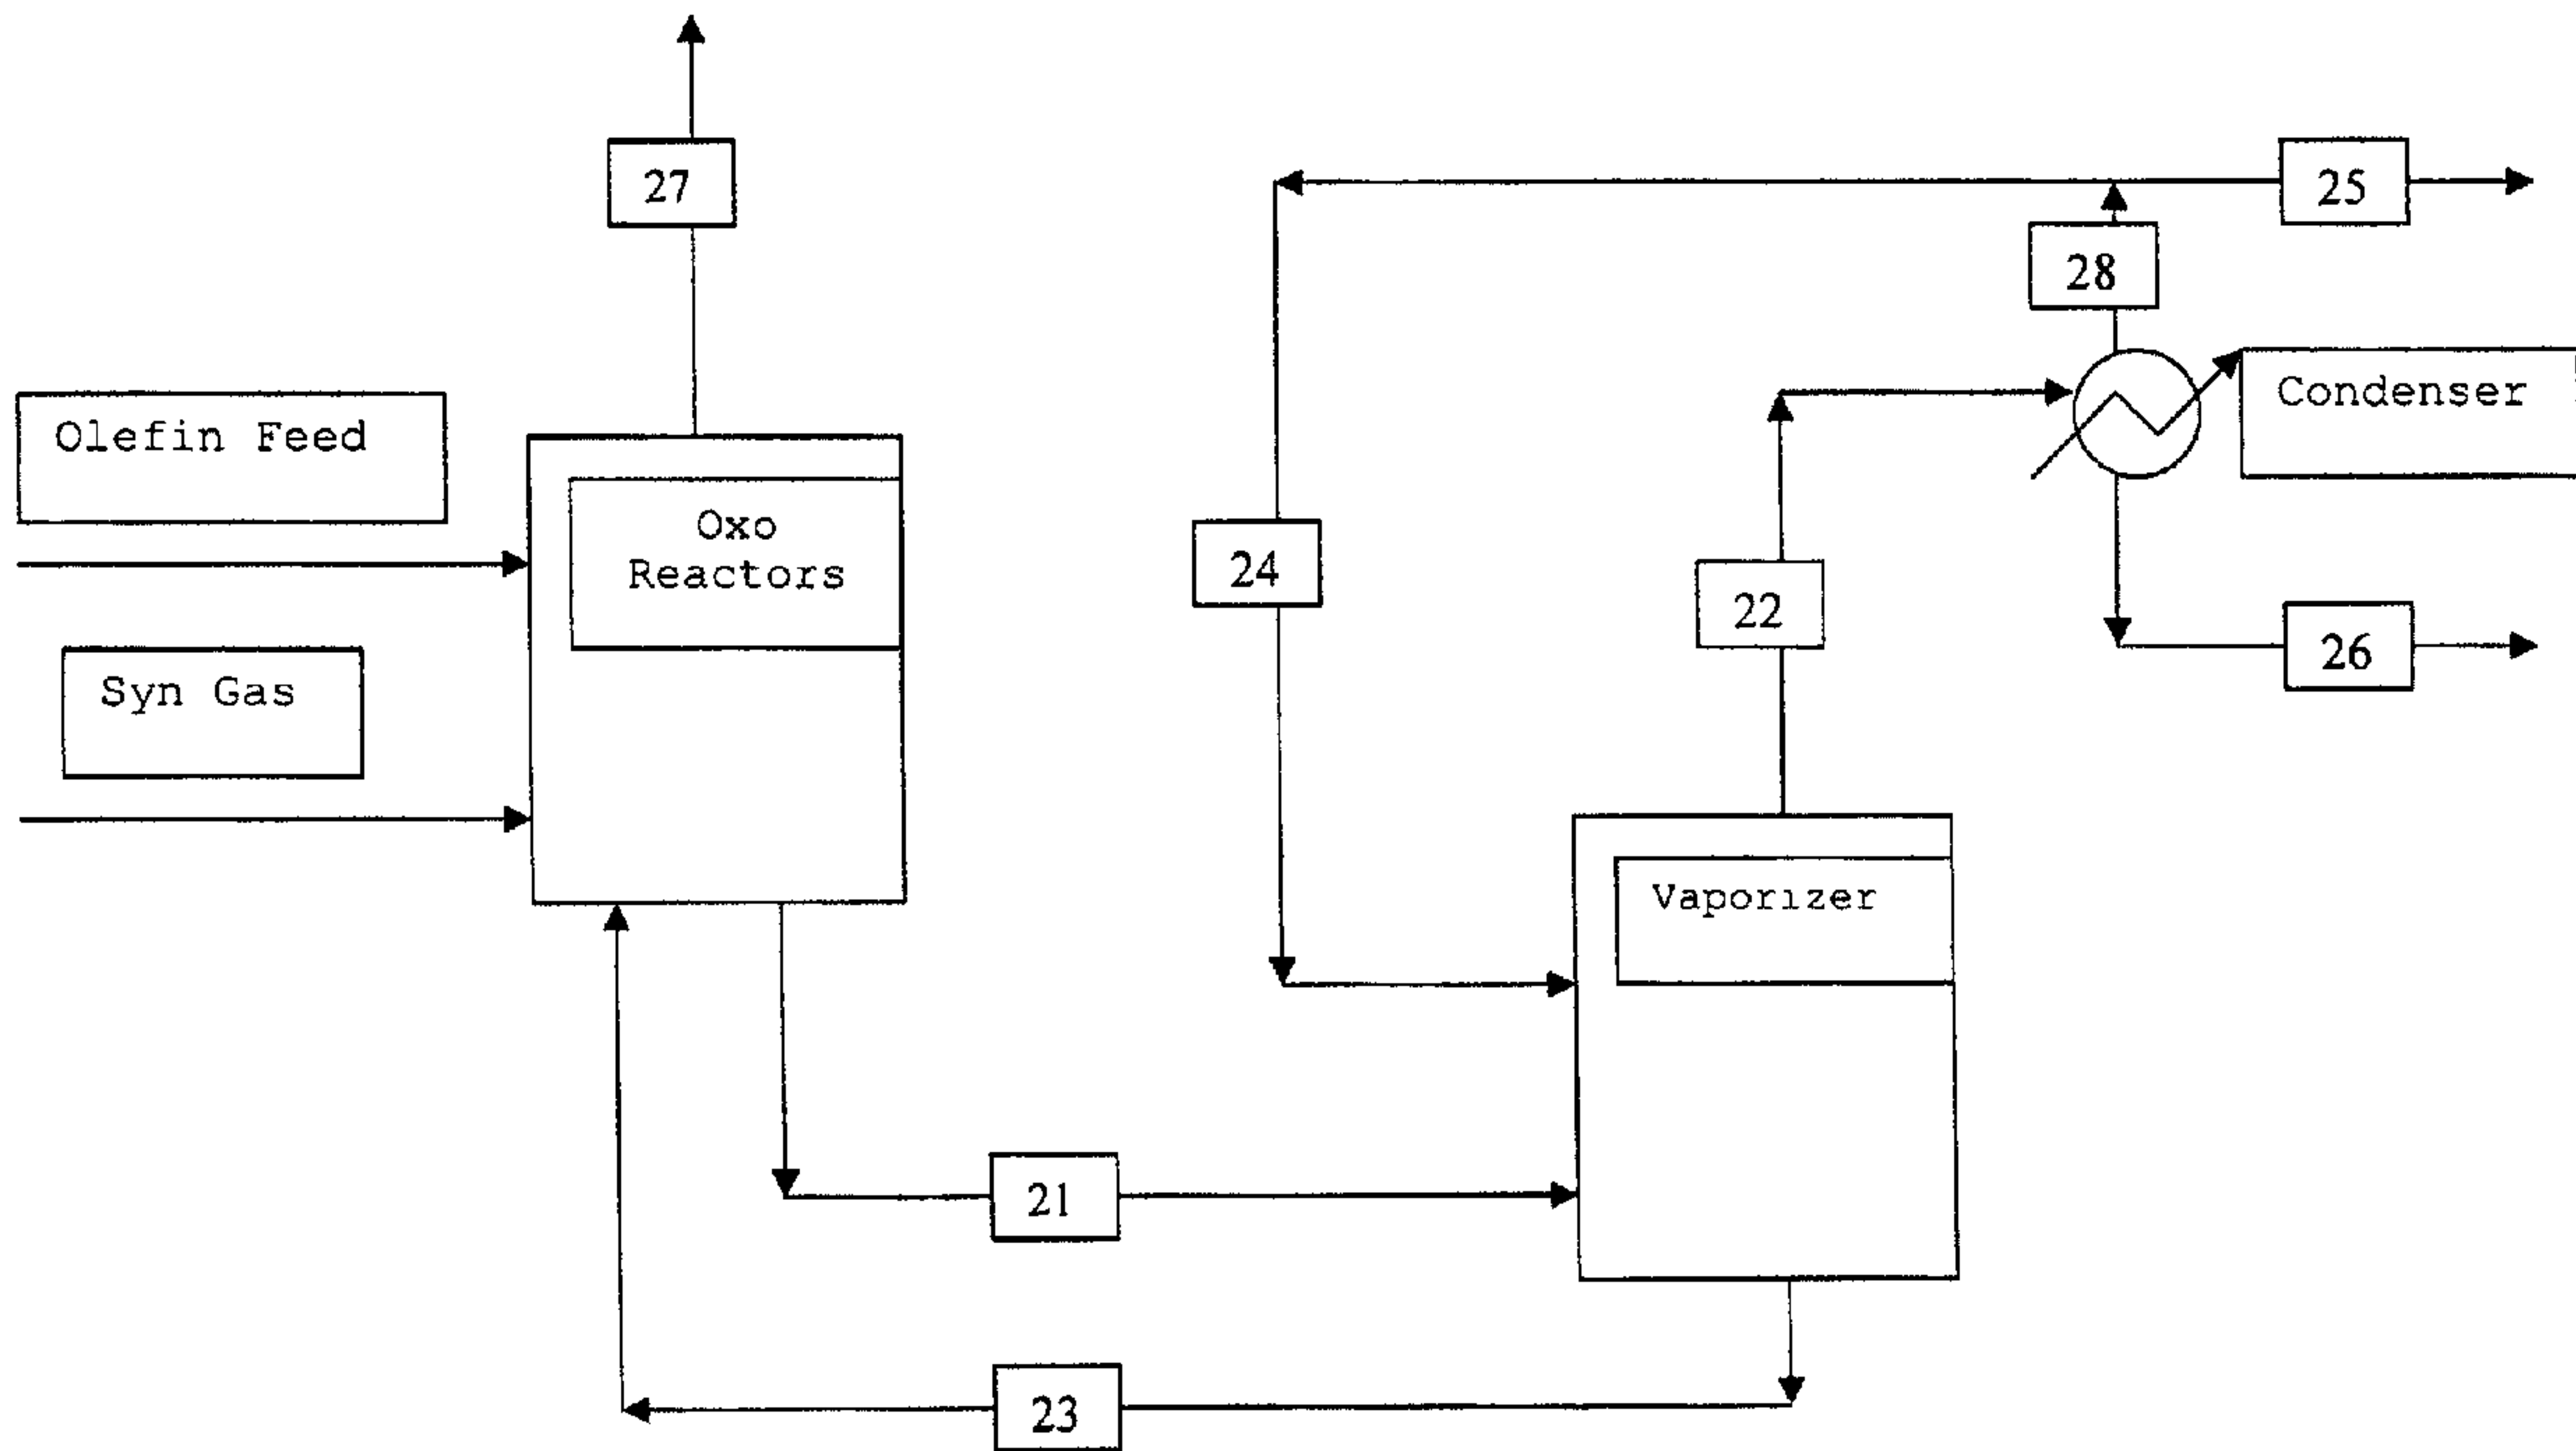 27
25
28
Condenser
Olefin Feed
Oxo
Reactors
24
22
26
Syn Gas
Vaporizer
21
23